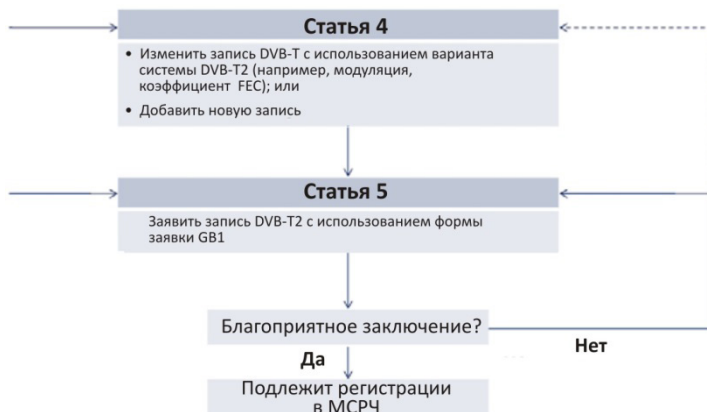 Статья 4
• Изменить запись DVB-T с использованием варианта
системы DVB-T2 (например, модуляция,
коэффициент FEC); или
• Добавить новую запись
Статья 5
Заявить запись DVB-T2 с использованием формы
заявки GB1
Благоприятное заключение?
Нет
Да
Подлежит регистрации
в МСРЧ